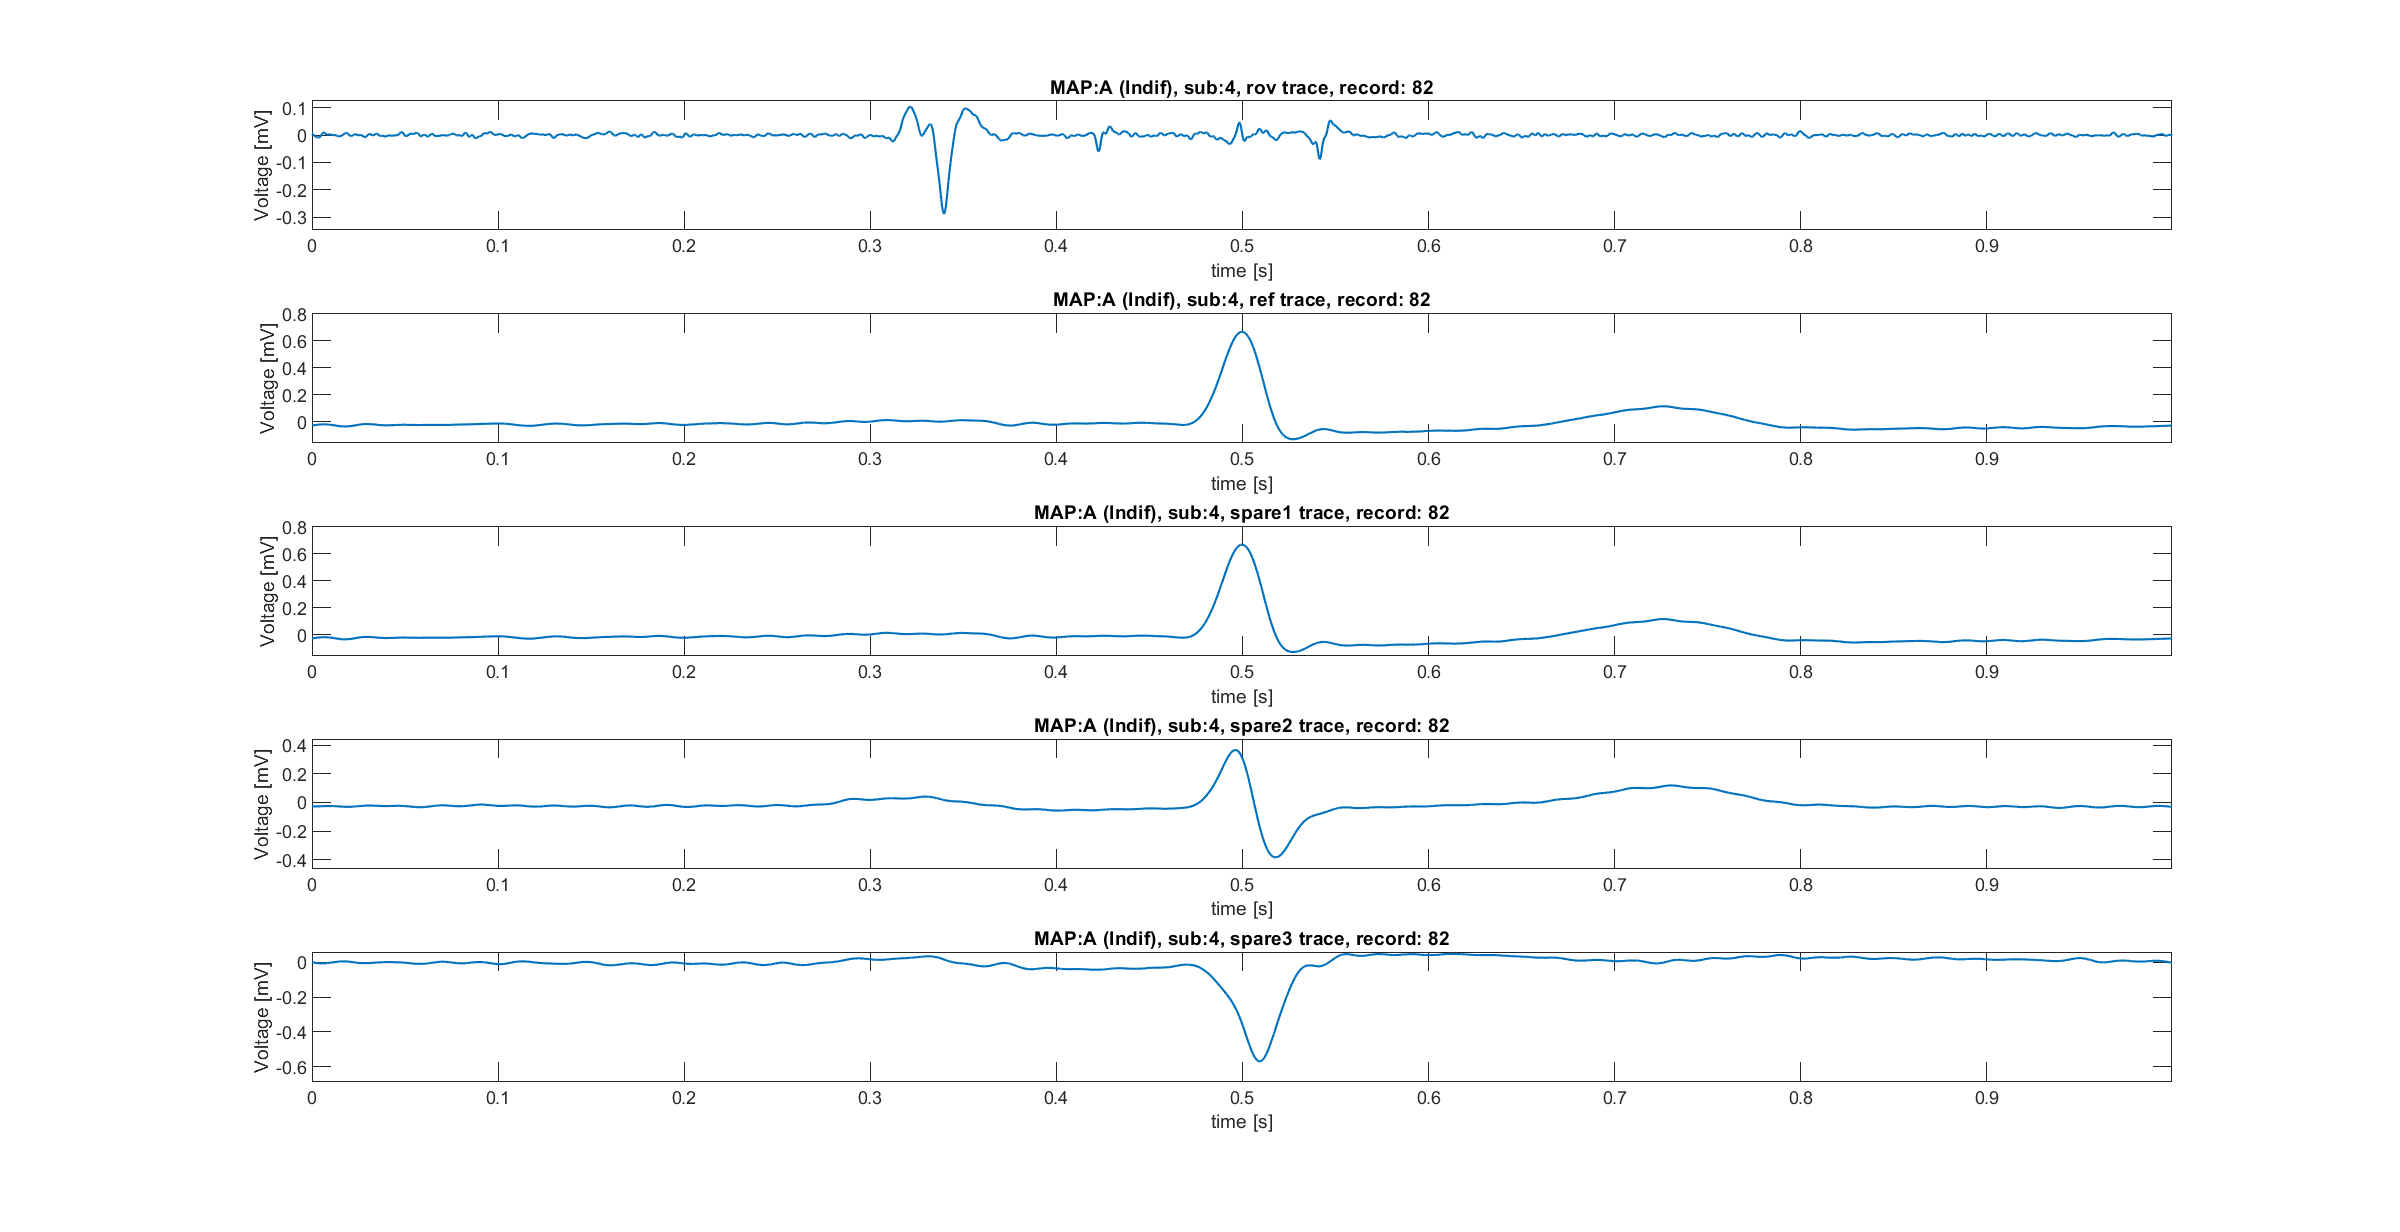 MAP:A (Indif), sub:4, rov trace, record: 82
Voltage [mV]
0.1
0
-0.1
-0.2
-0.3
0 0.1 0.2 0.3 0.4 0.5 0.6 0.7 0.8 0.9
time [s]
MAP:A (Indif), sub:4, ref trace, record: 82
Voltage [mV]
0.8
0.6
0.4
0.2
0
0 0.1 0.2 0.3 0.4 0.5 0.6 0.7 0.8 0.9
time [s]
MAP:A (Indif), sub:4, spare1 trace, record: 82
Voltage [mV]
0.8
0.6
0.4
0.2
0
0 0.1 0.2 0.3 0.4 0.5 0.6 0.7 0.8 0.9
time [s]
MAP:A (Indif), sub:4, spare2 trace, record: 82
Voltage [mV]
0.4
0.2
0
-0.2
-0.4
0 0.1 0.2 0.3 0.4 0.5 0.6 0.7 0.8 0.9
time [s]
MAP:A (Indif), sub:4, spare3 trace, record: 82
Voltage [mV]
0
-0.2
-0.4
-0.6
0 0.1 0.2 0.3 0.4 0.5 0.6 0.7 0.8 0.9
time [s]